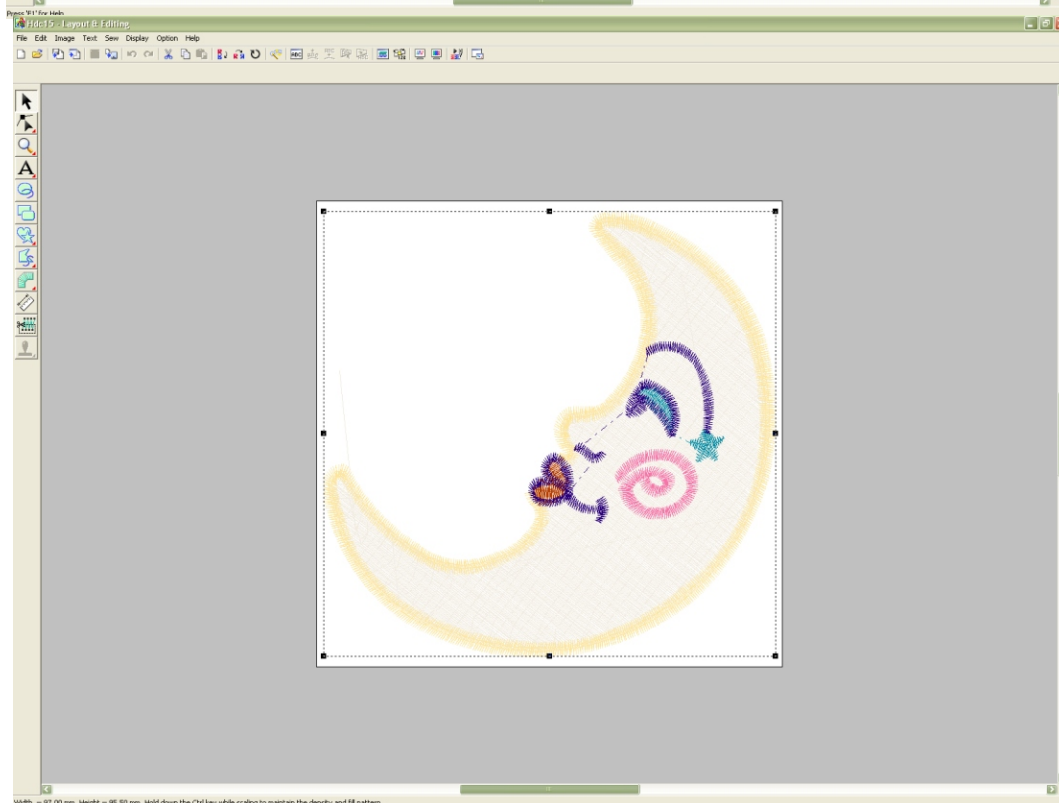 Press 'F1' for Help
Hdc15 - Layout & Editing
File Edit Image Text Sew Display Option Help
ABC
A
Width = 97.00 mm Height = 95.50 mm Hold down the Ctrl key while scaling to maintain the density and fill pattern